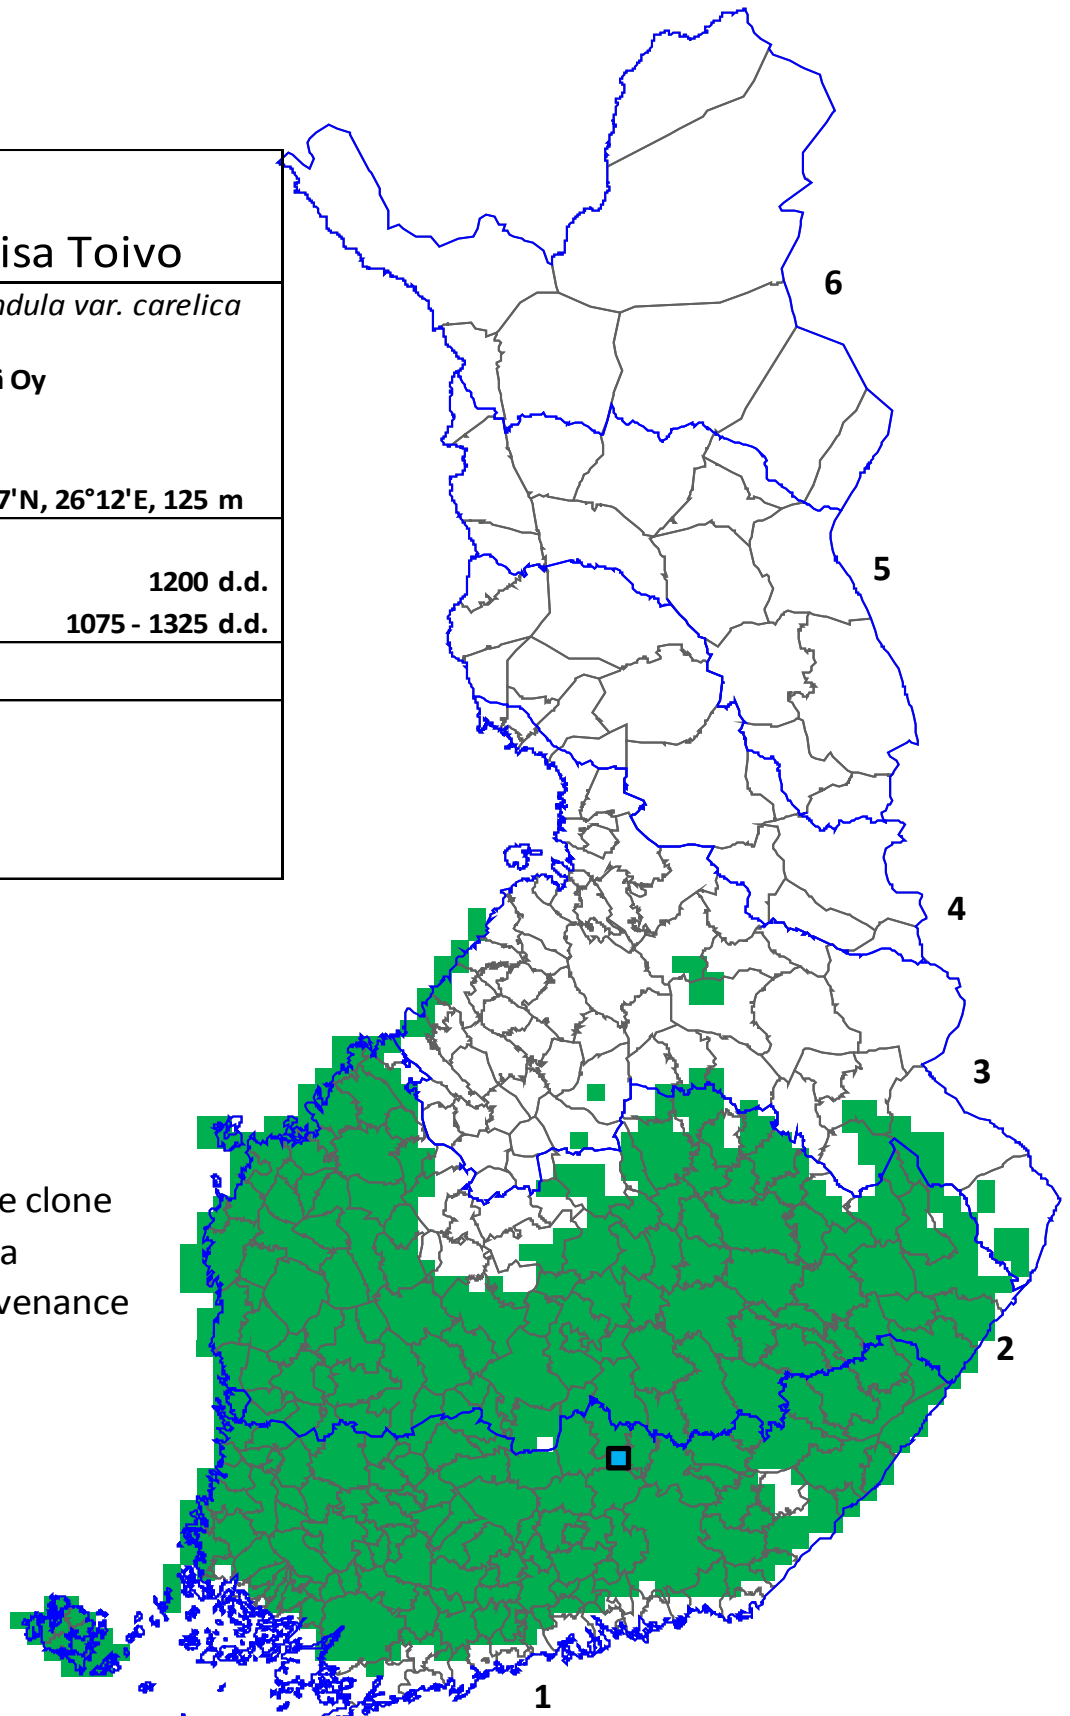 isa Toivo
ndula var. carelica
Oy
7'N, 26°12'E, 125 m
1200 d.d.
1075 - 1325 d.d.
6
5
4
3
e clone
a
venance
2
1